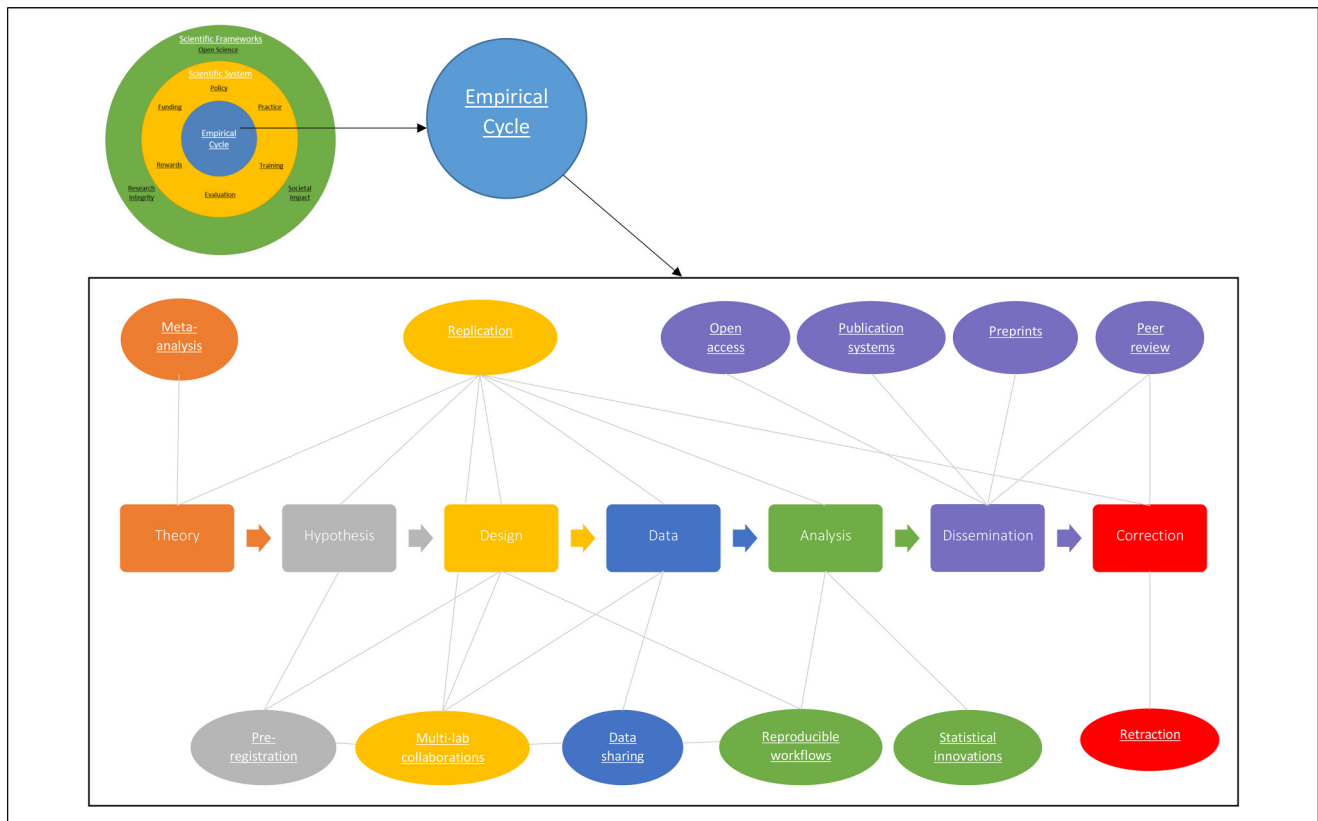 Scientific Frameworks
Open Science
Scientific System
Policy
Funding
Practice
Empirical
Cycle
Rewards
Training
Evaluation
Research
Integrity
Societal
Impact
Empirical
Cycle
Meta-
analysis
Replication
Open
access
Publication
systems
Preprints
Peer
review
Theory
Hypothesis
Design
Data
Analysis
Dissemination
Correction
Pre-
registration
Multi-lab
collaborations
Data
sharing
Reproducible
workflows
Statistical
innovations
Retraction